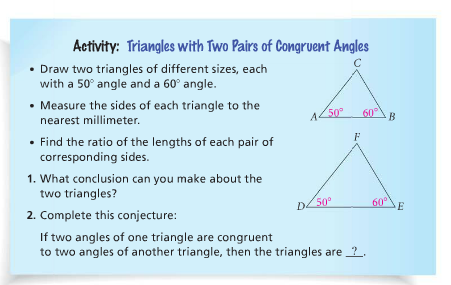 Activity: Triangles with Two Pairs of Congruent Angles
• Draw two triangles of different sizes, each
with a 50° angle and a 60° angle.
• Measure the sides of each triangle to the
nearest millimeter.
• Find the ratio of the lengths of each pair of
corresponding sides.
1. What conclusion can you make about the
two triangles?
2. Complete this conjecture:
If two angles of one triangle are congruent
to two angles of another triangle, then the triangles are ? .
C
A 50° 60° B
F
D 50° 60° E